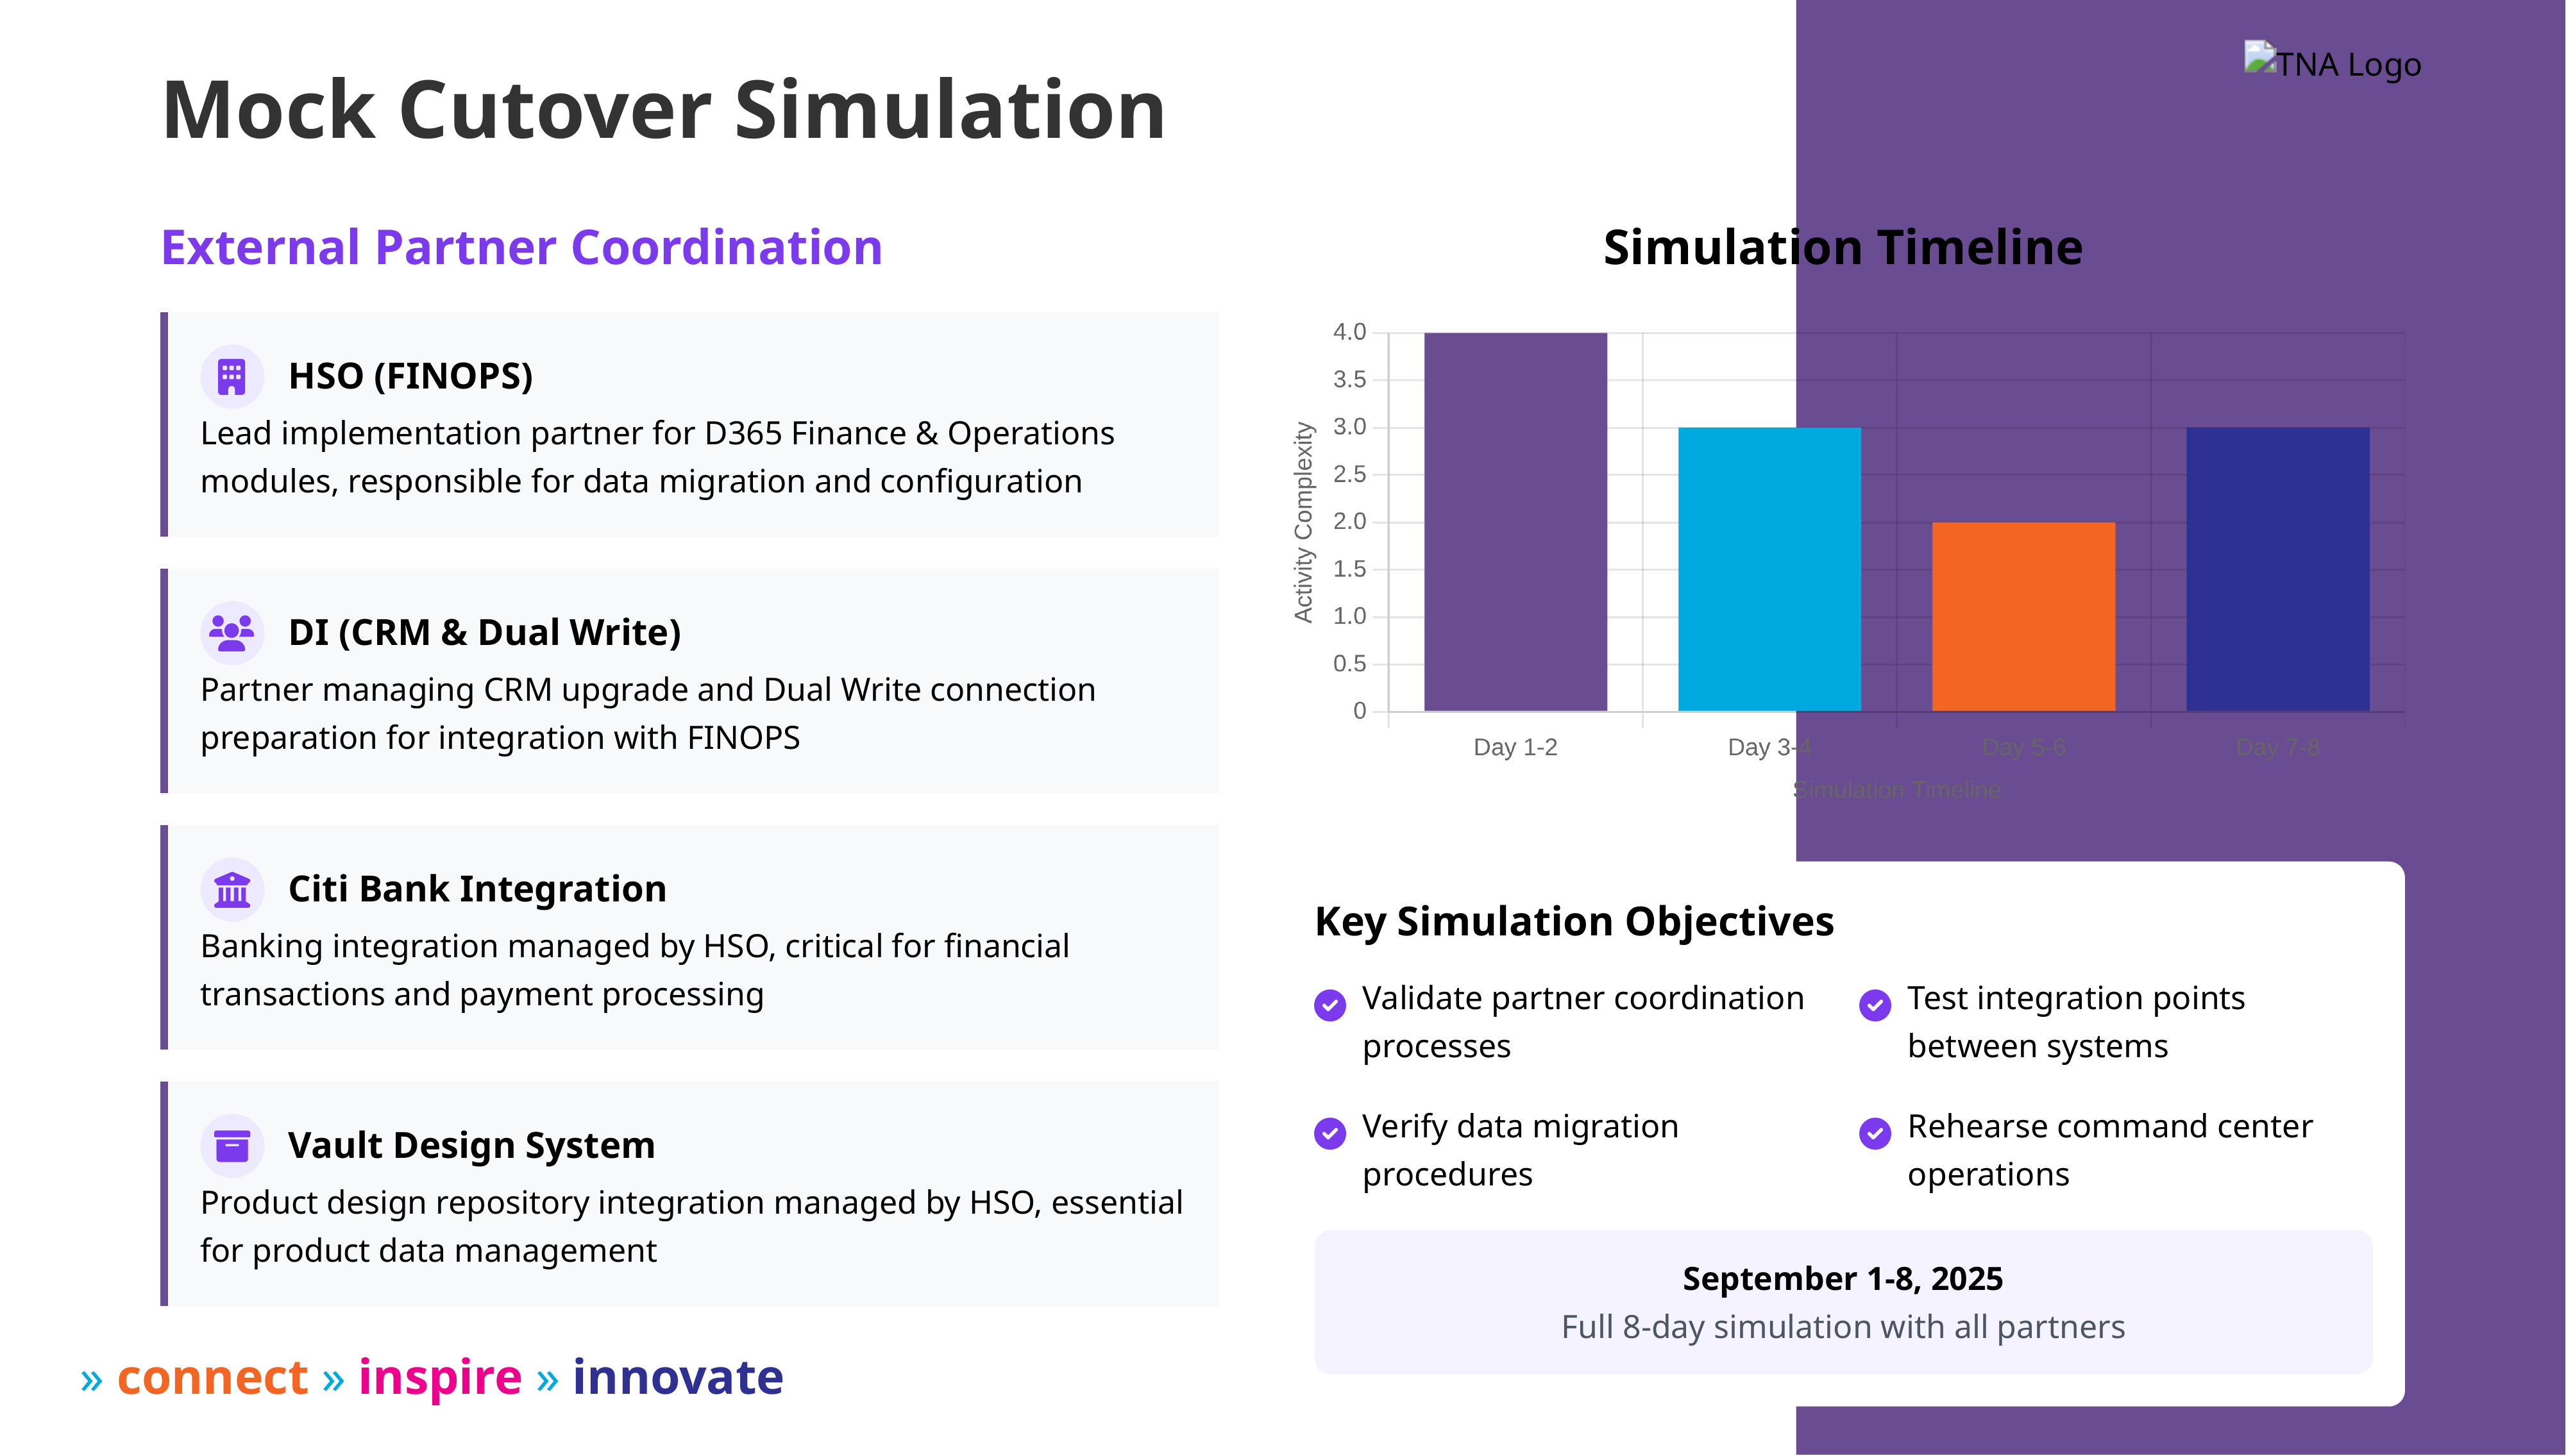 Mock Cutover Simulation
TNA Logo
External Partner Coordination
HSO (FINOPS)
Lead implementation partner for D365 Finance & Operations
modules, responsible for data migration and configuration
DI (CRM & Dual Write)
Partner managing CRM upgrade and Dual Write connection
preparation for integration with FINOPS
Citi Bank Integration
Banking integration managed by HSO, critical for financial
transactions and payment processing
Vault Design System
Product design repository integration managed by HSO, essential
for product data management
Simulation Timeline
Activity Complexity
4.0
3.5
3.0
2.5
2.0
1.5
1.0
0.5
0
Day 1-2 Day 3-4 Day 5-6 Day 7-8
Simulation Timeline
Key Simulation Objectives
Validate partner coordination
processes
Test integration points
between systems
Verify data migration
procedures
Rehearse command center
operations
September 1-8, 2025
Full 8-day simulation with all partners
» connect » inspire » innovate